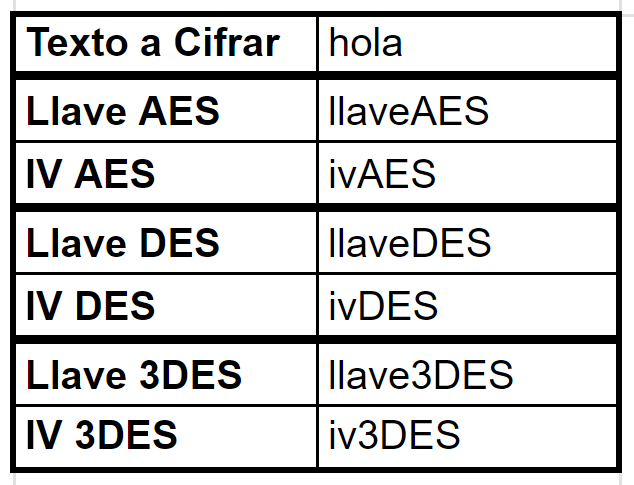 Texto a Cifrar hola
Llave AES llaveAES
IV AES ivAES
Llave DES llaveDES
IV DES ivDES
Llave 3DES llave3DES
IV 3DES iv3DES